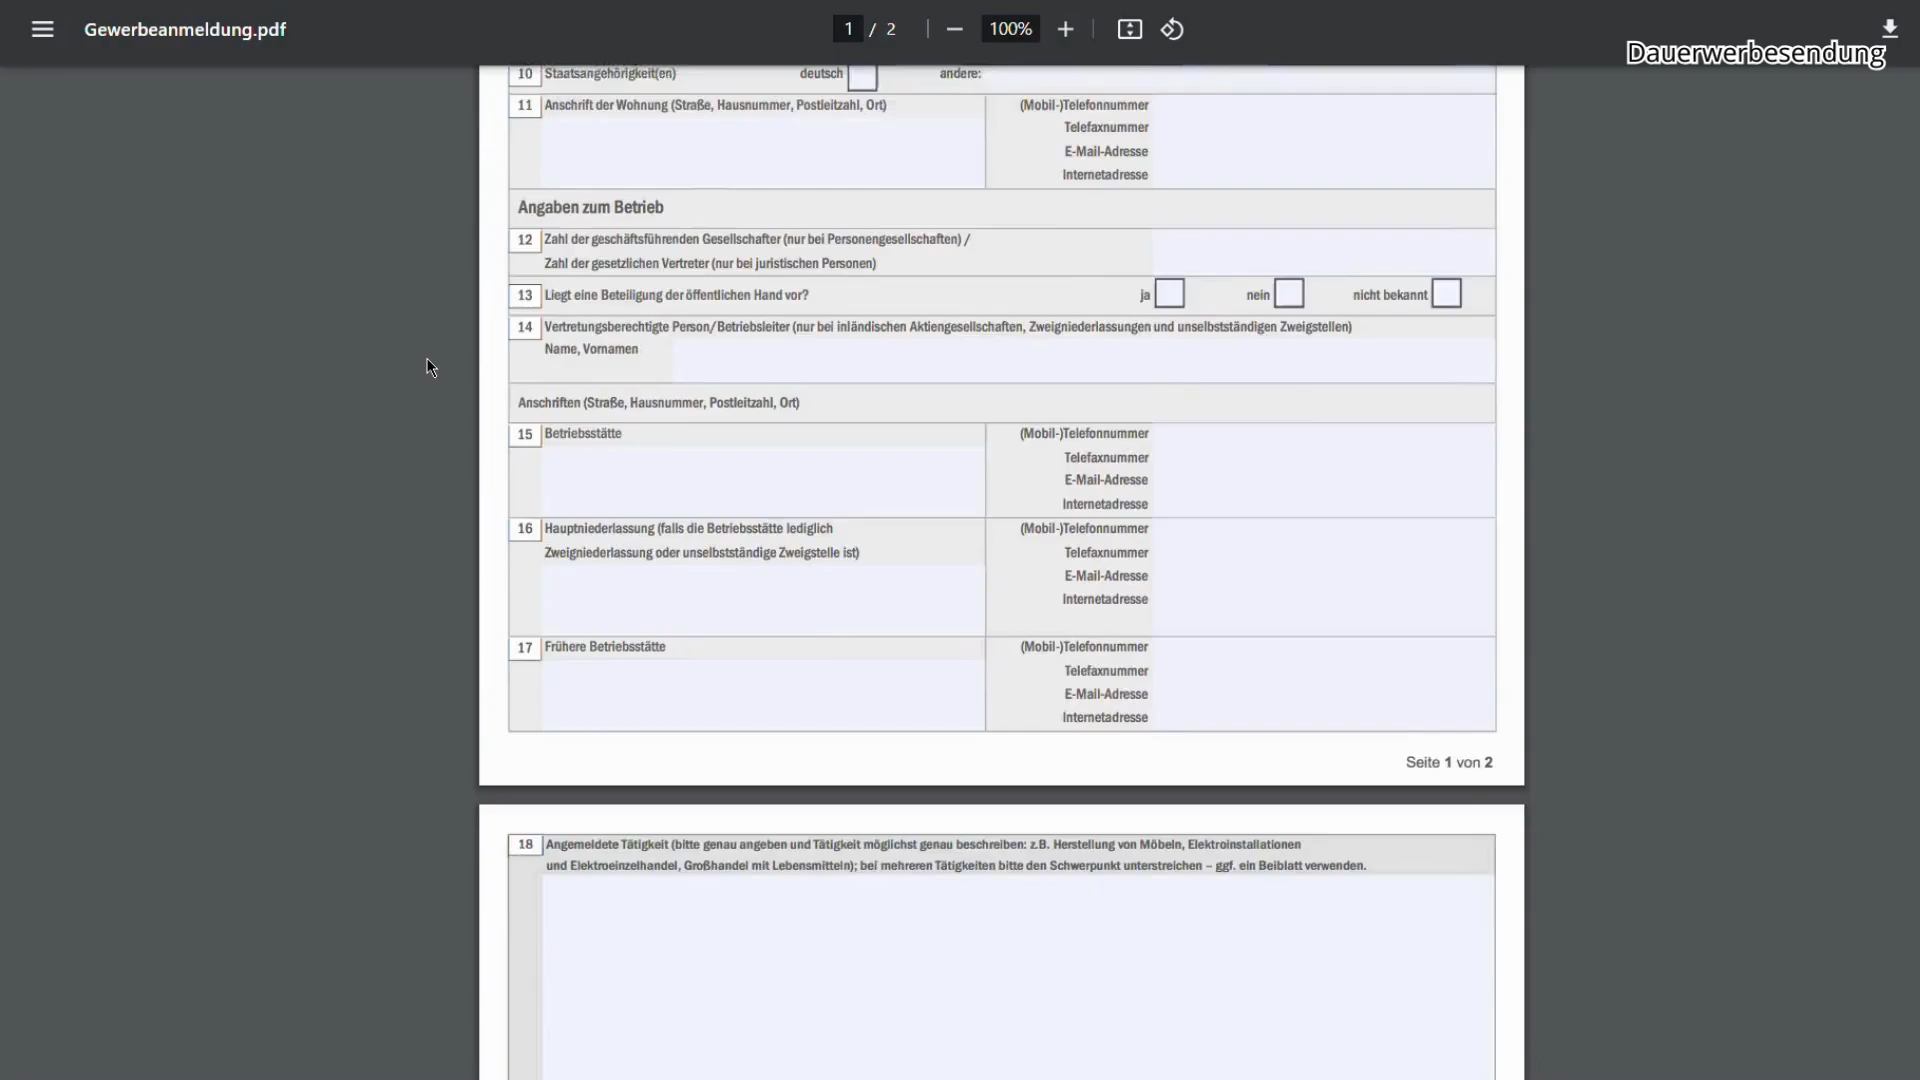 Gewerbeanmeldung.pdf
1 / 2
100%
Dauerwerbesendung
10 Staatsangehörigkeit(en) deutsch andere:
11 Anschrift der Wohnung (Straße, Hausnummer, Postleitzahl, Ort) (Mobil-)Telefonnummer
Telefaxnummer
E-Mail-Adresse
Internetadresse
Angaben zum Betrieb
12 Zahl der geschäftsführenden Gesellschafter (nur bei Personengesellschaften) /
Zahl der gesetzlichen Vertreter (nur bei juristischen Personen)
13 Liegt eine Beteiligung der öffentlichen Hand vor? ja nein nicht bekannt
14 Vertretungsberechtigte Person/Betriebsleiter (nur bei inländischen Aktiengesellschaften, Zweigniederlassungen und unselbstständigen Zweigstellen)
Name, Vornamen
Anschriften (Straße, Hausnummer, Postleitzahl, Ort)
15 Betriebsstätte (Mobil-)Telefonnummer
Telefaxnummer
E-Mail-Adresse
Internetadresse
16 Hauptniederlassung (falls die Betriebsstätte lediglich (Mobil-)Telefonnummer
Zweigniederlassung oder unselbstständige Zweigstelle ist) Telefaxnummer
E-Mail-Adresse
Internetadresse
17 Frühere Betriebsstätte (Mobil-)Telefonnummer
Telefaxnummer
E-Mail-Adresse
Internetadresse
Seite 1 von 2
18 Angemeldete Tätigkeit (bitte genau angeben und Tätigkeit möglichst genau beschreiben: z.B. Herstellung von Möbeln, Elektroinstallationen
und Elektroeinzelhandel, Großhandel mit Lebensmitteln); bei mehreren Tätigkeiten bitte den Schwerpunkt unterstreichen – ggf. ein Beiblatt verwenden.